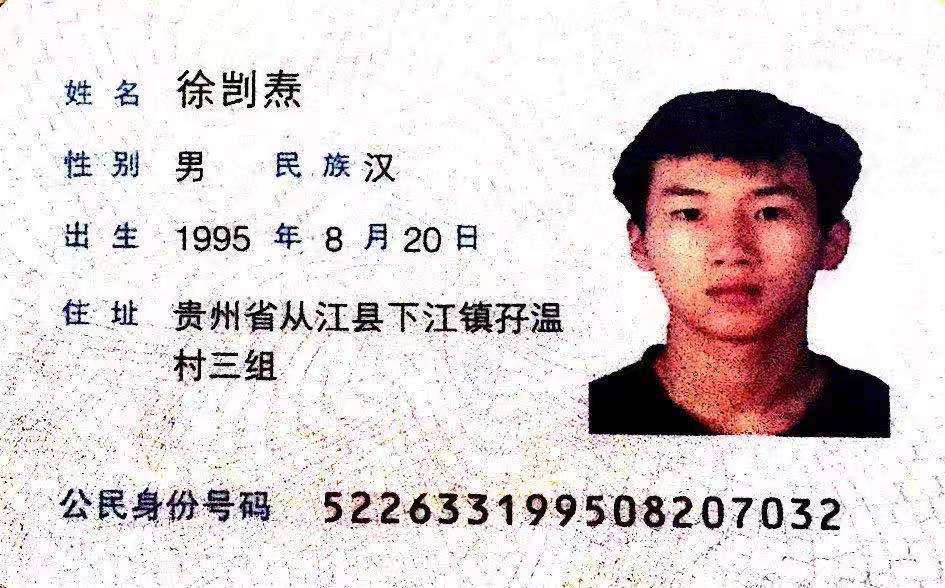 姓名 徐剀焘
性别 男 民族 汉
出生 1995 年 8 月 20 日
住址 贵州省从江县下江镇孖温
村三组
公民身份号码 522633199508207032